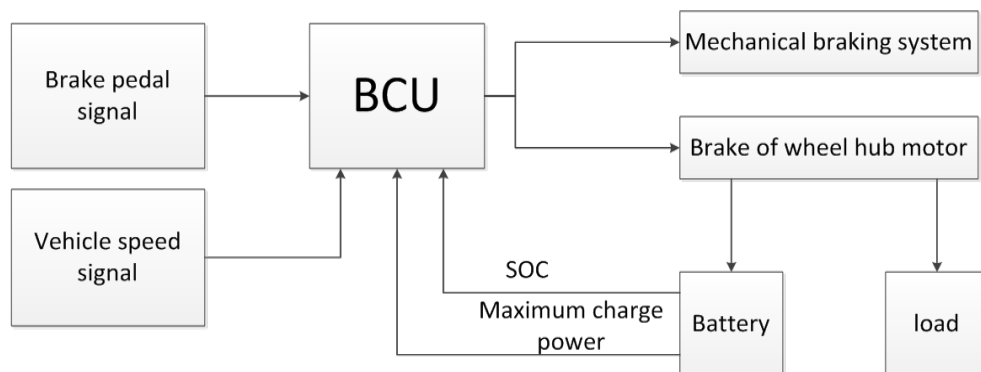 Brake pedal
signal
BCU
Mechanical braking system
Brake of wheel hub motor
Vehicle speed
signal
SOC
Maximum charge
power
Battery
load